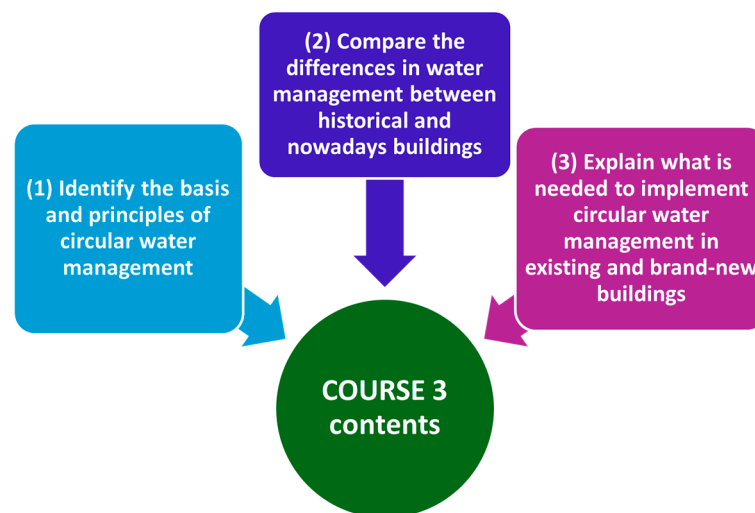 (1) Identify the basis
and principles of
circular water
management
(2) Compare the
differences in water
management between
historical and
nowadays buildings
(3) Explain what is
needed to implement
circular water
management in
existing and brand-new
buildings
COURSE 3
contents